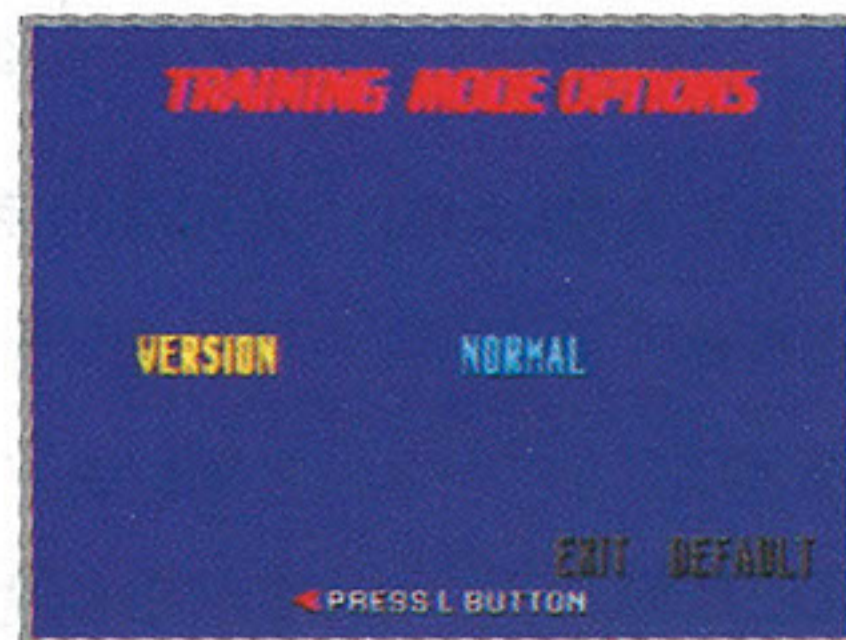 TRAINING MODE OPTIONS
VERSION NORMAL
EXIT DEFAULT
PRESS L BUTTON